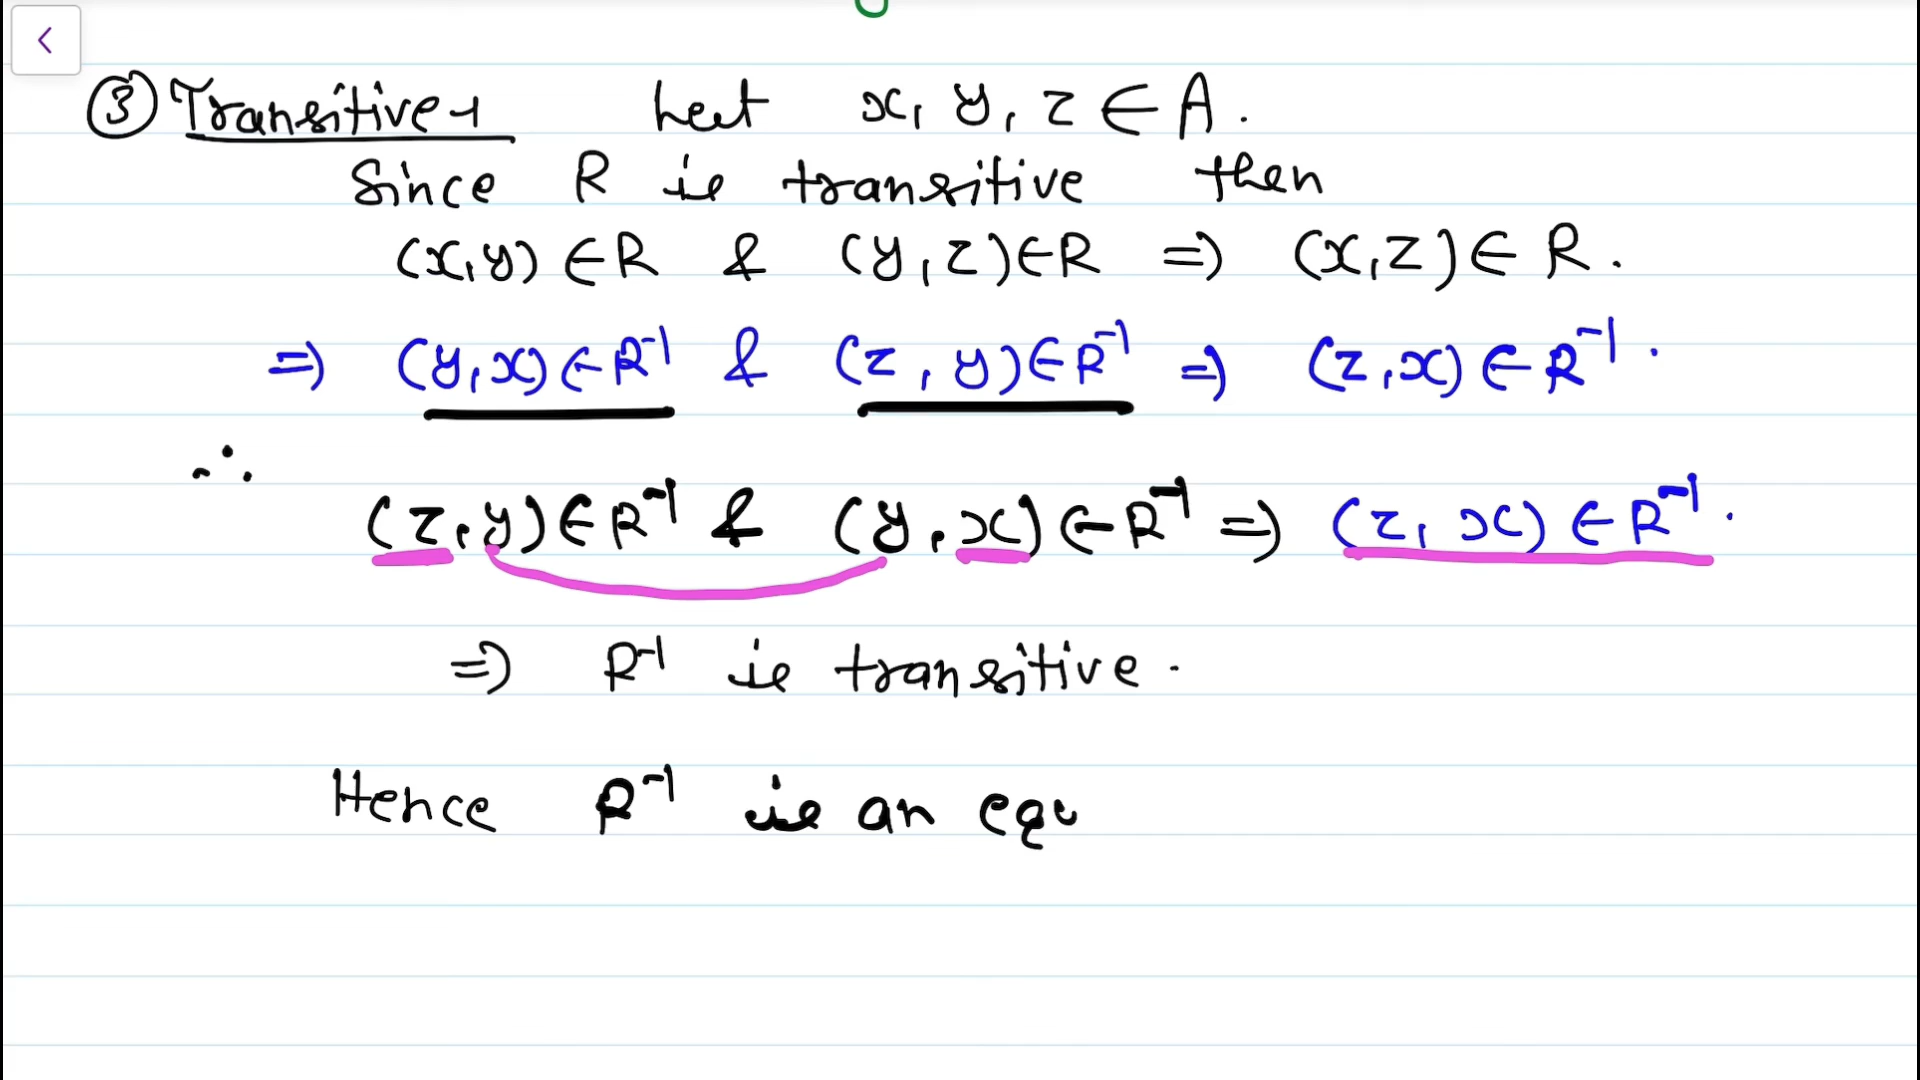 ③ Transitive:- Let x, y, z ∈ A.
Since R is transitive then
(x,y) ∈ R & (y,z) ∈ R ⇒ (x,z) ∈ R.
⇒ (y,x) ∈ R⁻¹ & (z,y) ∈ R⁻¹ ⇒ (z,x) ∈ R⁻¹.
∴
(z,y) ∈ R⁻¹ & (y,x) ∈ R⁻¹ ⇒ (z,x) ∈ R⁻¹.
⇒ R⁻¹ is transitive.
Hence R⁻¹ is an equ